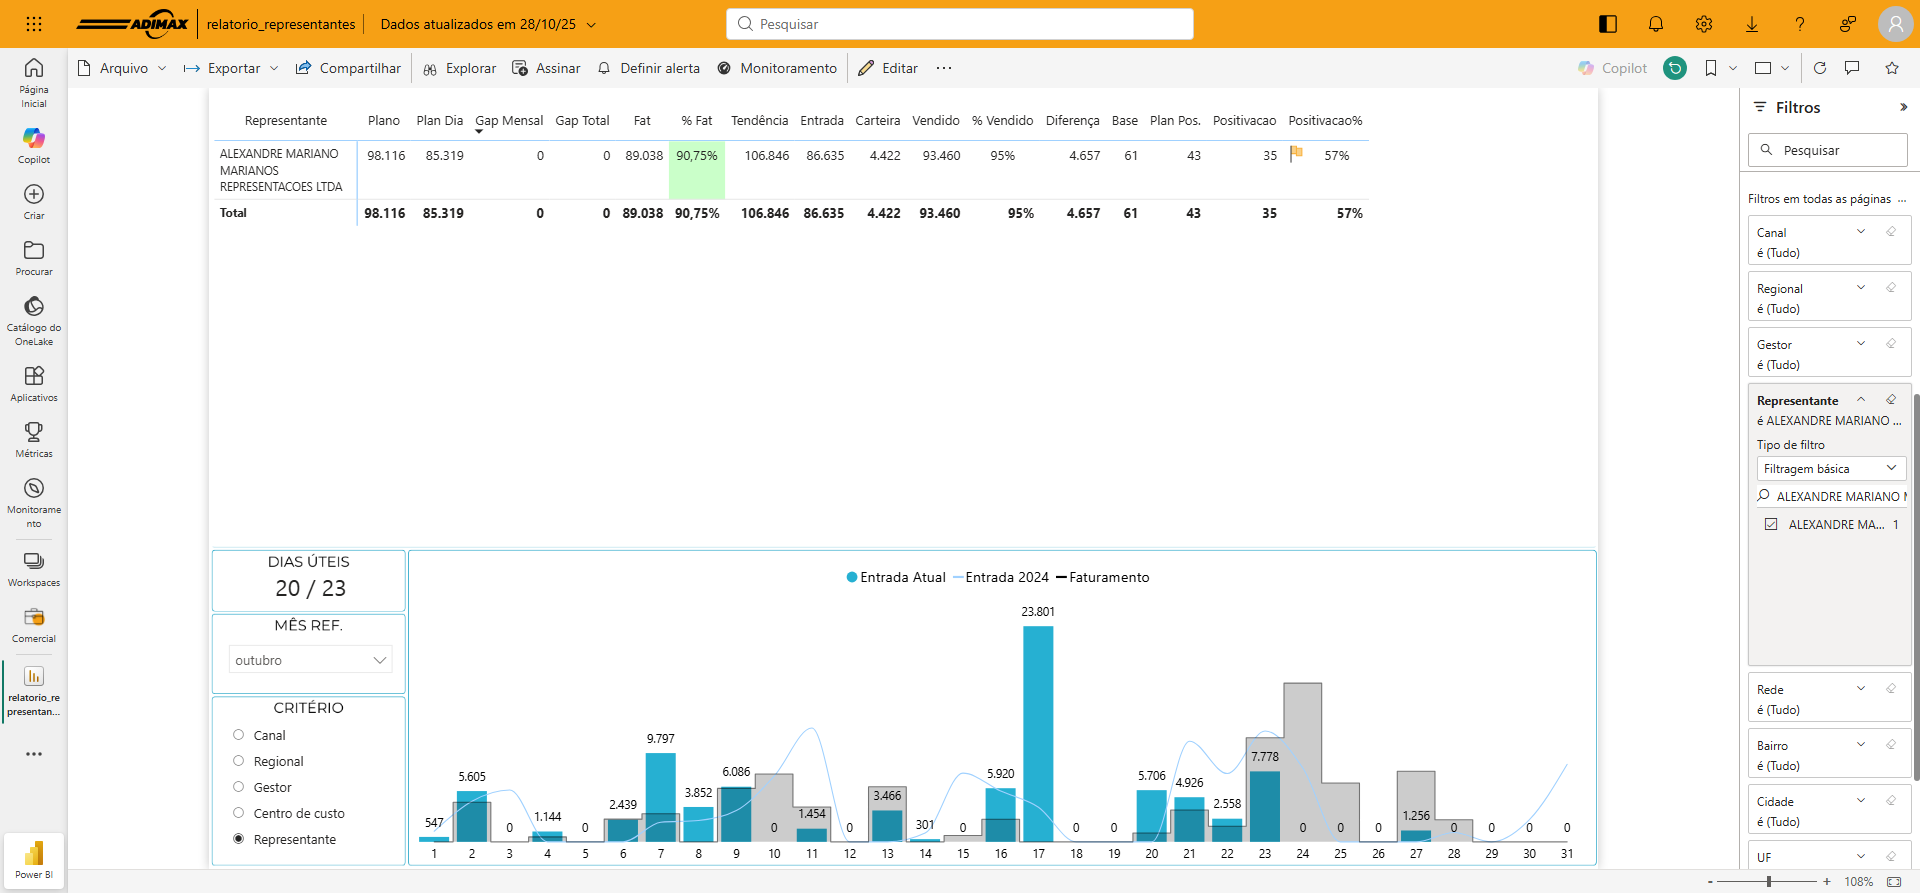 ADIMAX
relatorio_representantes
Dados atualizados em 28/10/25
Pesquisar
Arquivo
Exportar
Compartilhar
Explorar
Assinar
Definir alerta
Monitoramento
Editar
Copilot
Página
Inicial
Copilot
Criar
Procurar
Catálogo do
OneLake
Aplicativos
Métricas
Monitorame
nto
Workspaces
Comercial
relatorio_re
presentan...
Power BI
Representante Plano Plan Dia Gap Mensal Gap Total Fat % Fat Tendência Entrada Carteira Vendido % Vendido Diferença Base Plan Pos. Positivacao Positivacao%
ALEXANDRE MARIANO 98.116 85.319 0 0 89.038 90,75% 106.846 86.635 4.422 93.460 95% 4.657 61 43 35 57%
MARIANOS
REPRESENTACOES LTDA
Total 98.116 85.319 0 0 89.038 90,75% 106.846 86.635 4.422 93.460 95% 4.657 61 43 35 57%
DIAS ÚTEIS
20 / 23
MÊS REF.
outubro
CRITÉRIO
Canal
Regional
Gestor
Centro de custo
Representante
Entrada Atual Entrada 2024 Faturamento
547 5.605 0 1.144 0 2.439 9.797 3.852 6.086 0 1.454 0 3.466 301 0 5.920 23.801 0 0 5.706 4.926 2.558 7.778 0 0 0 1.256 0 0 0 0
1 2 3 4 5 6 7 8 9 10 11 12 13 14 15 16 17 18 19 20 21 22 23 24 25 26 27 28 29 30 31
Filtros
Pesquisar
Filtros em todas as páginas ...
Canal
é (Tudo)
Regional
é (Tudo)
Gestor
é (Tudo)
Representante
é ALEXANDRE MARIANO ...
Tipo de filtro
Filtragem básica
ALEXANDRE MARIANO
ALEXANDRE MA... 1
Rede
é (Tudo)
Bairro
é (Tudo)
Cidade
é (Tudo)
UF
- + 108%